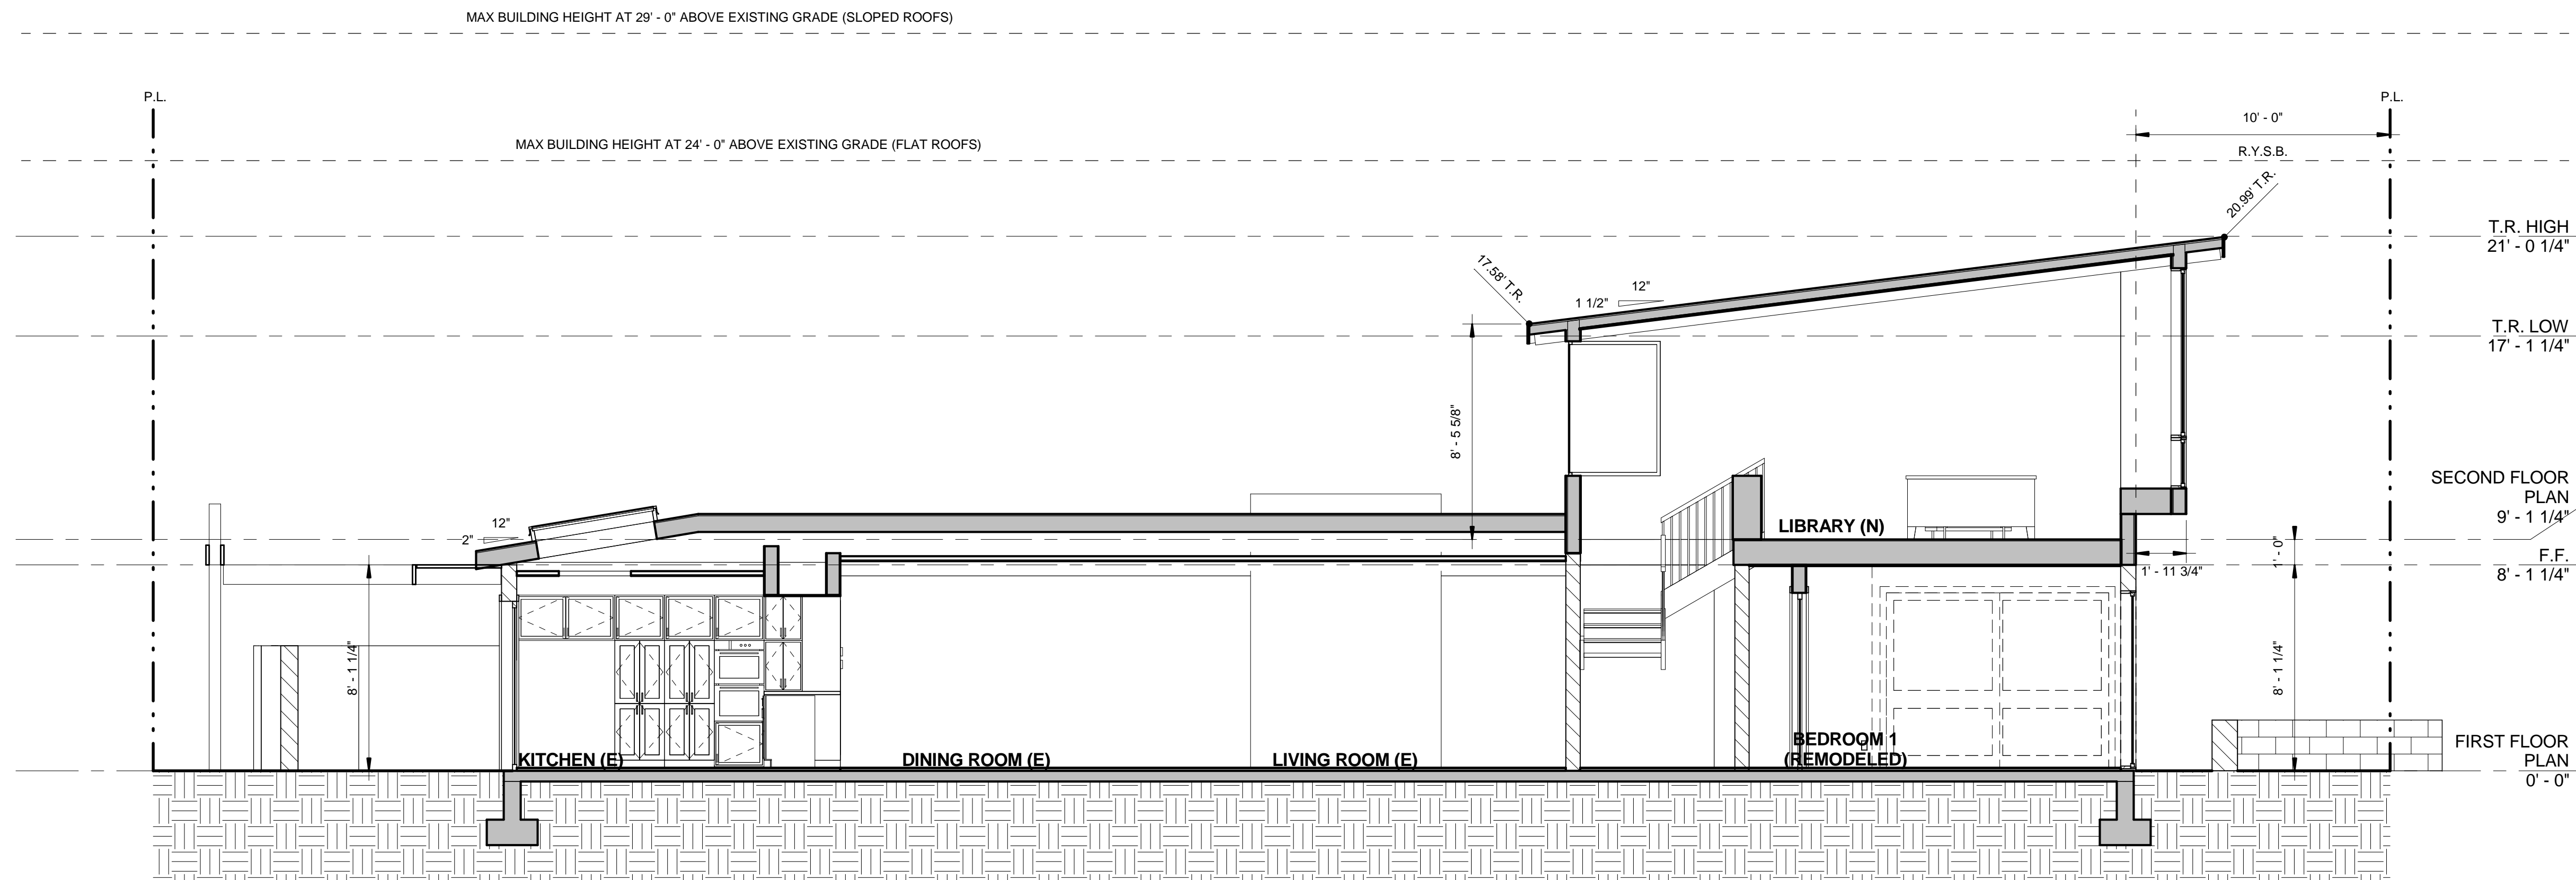 MAX BUILDING HEIGHT AT 29' - 0" ABOVE EXISTING GRADE (SLOPED ROOFS)
P.L.
P.L.
10' - 0"
MAX BUILDING HEIGHT AT 24' - 0" ABOVE EXISTING GRADE (FLAT ROOFS)
R.Y.S.B.
20.99' T.R.
T.R. HIGH
21' - 0 1/4"
17.58' T.R.
12"
1 1/2"
T.R. LOW
17' - 1 1/4"
8' - 5 5/8"
SECOND FLOOR
PLAN
9' - 1 1/4"
12"
2"
LIBRARY (N)
1' - 0"
1' - 11 3/4"
F.F.
8' - 1 1/4"
8' - 1 1/4"
8' - 1 1/4"
KITCHEN (E)
DINING ROOM (E)
LIVING ROOM (E)
BEDROOM 1
(REMODELED)
FIRST FLOOR
PLAN
0' - 0"